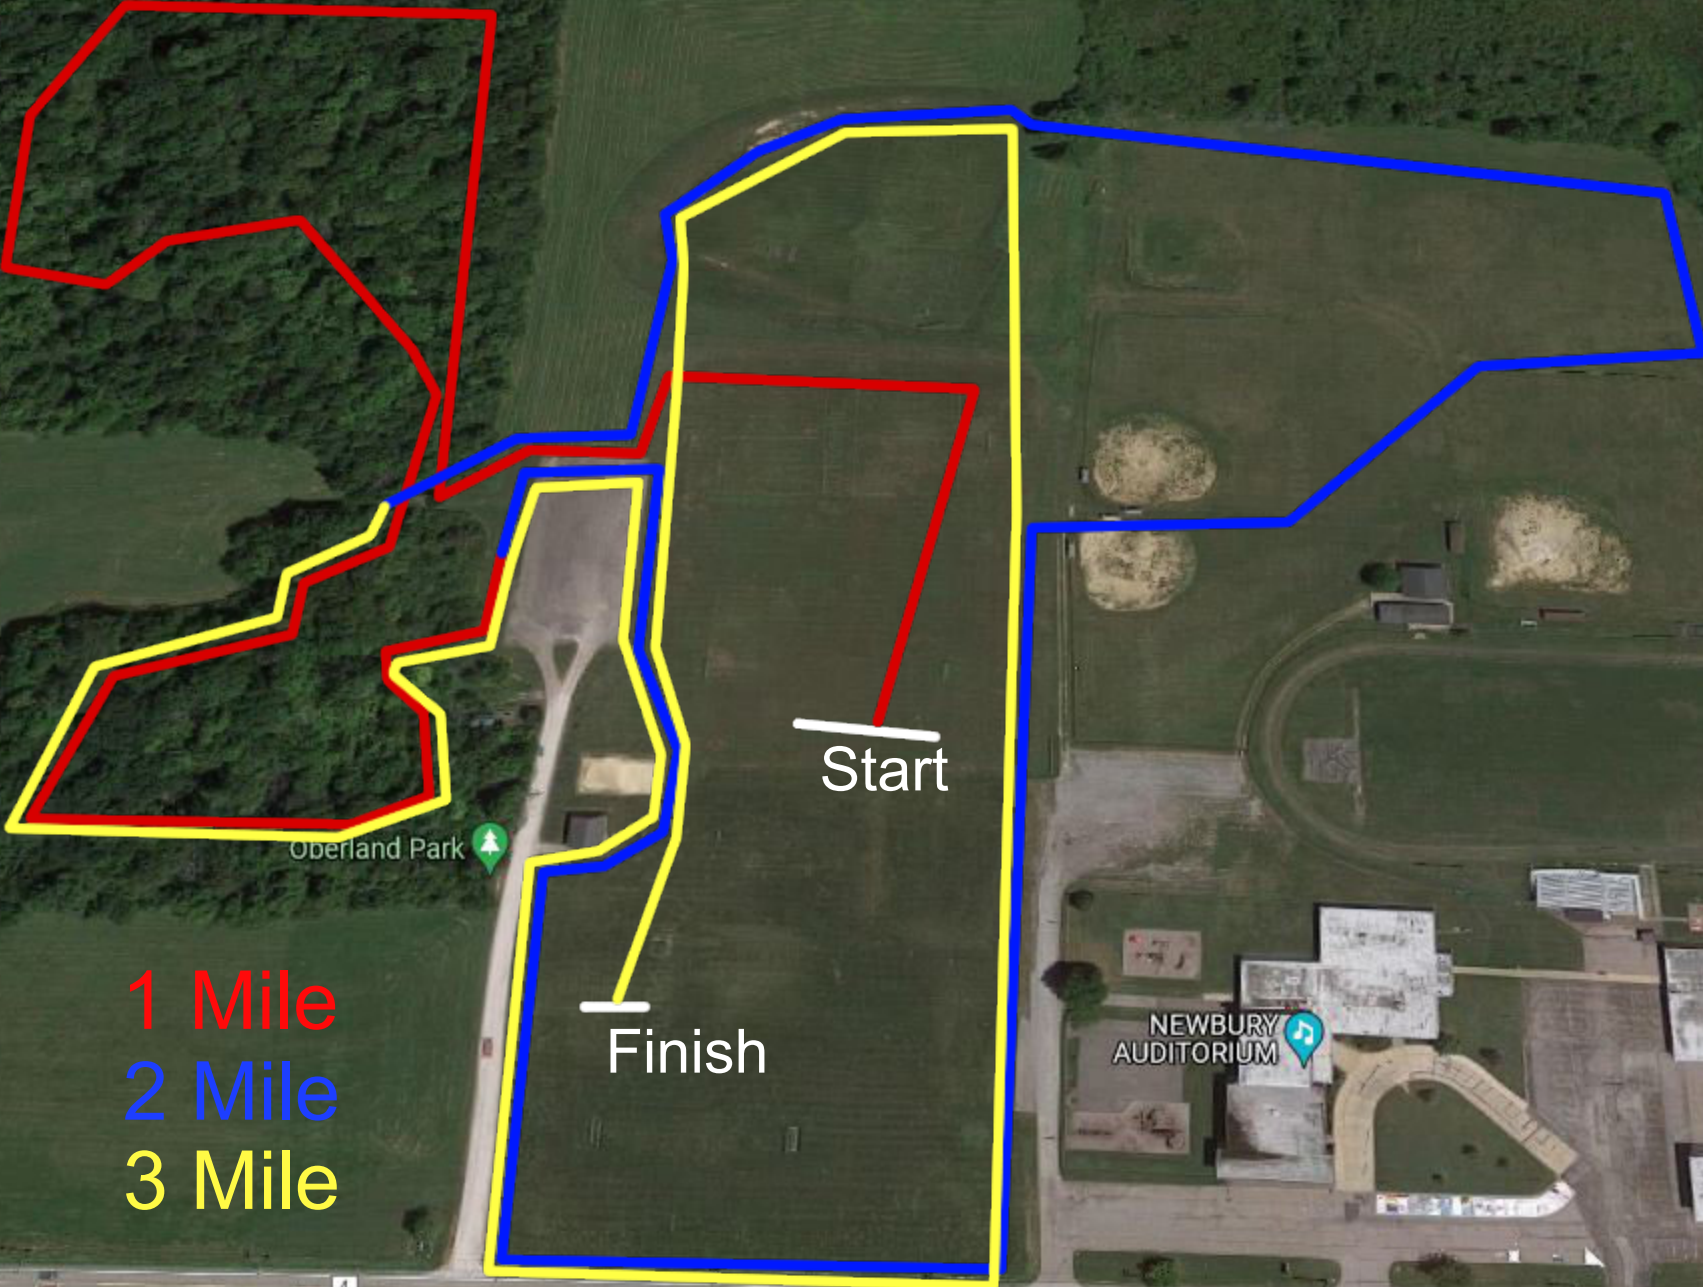 Start
Oberland Park
1 Mile
2 Mile
3 Mile
Finish
NEWBURY
AUDITORIUM